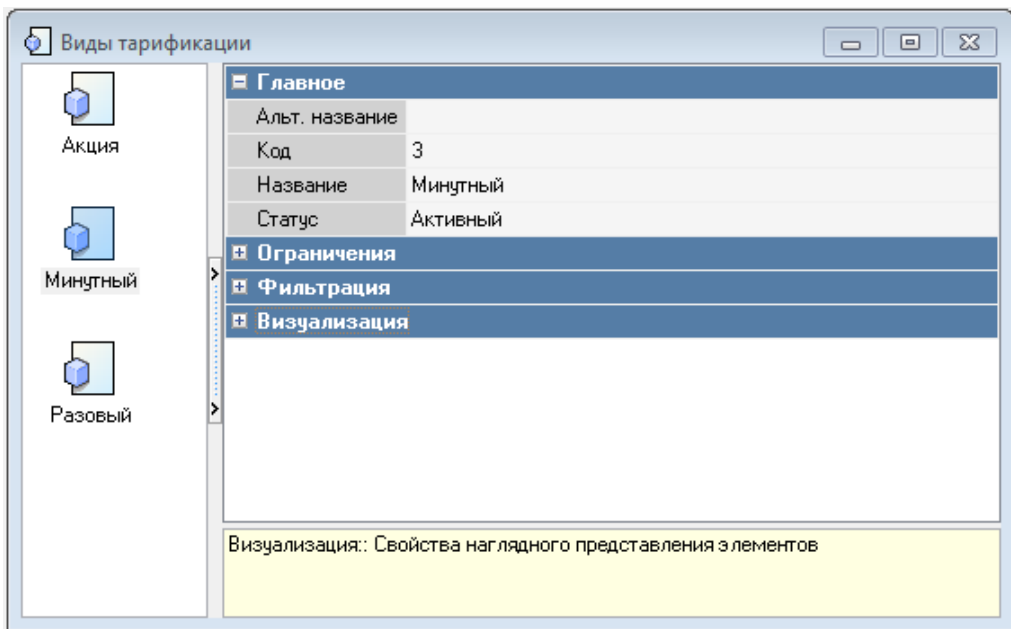 Виды тарификации
Акция
Минутный
Разовый
Главное
Альт. название
Код 3
Название Минутный
Статус Активный
Ограничения
Фильтрация
Визуализация
Визуализация:: Свойства наглядного представления элементов